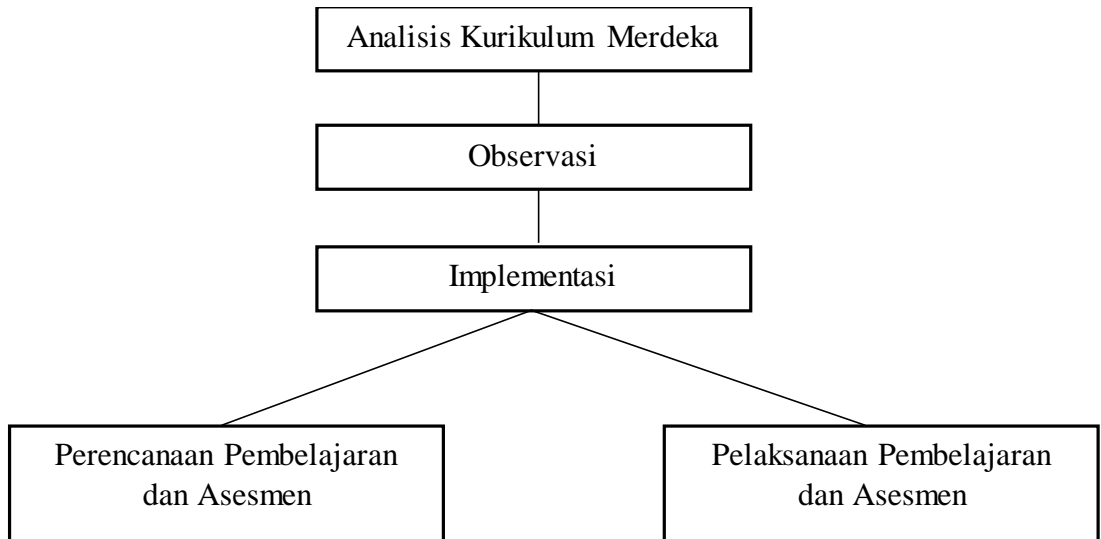 Analisis Kurikulum Merdeka
Observasi
Implementasi
Perencanaan Pembelajaran
dan Asesmen
Pelaksanaan Pembelajaran
dan Asesmen